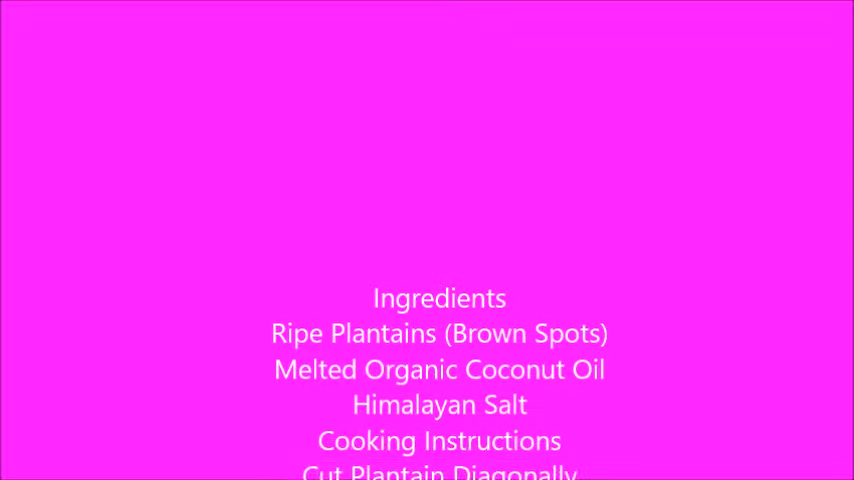 Ingredients
Ripe Plantains (Brown Spots)
Melted Organic Coconut Oil
Himalayan Salt
Cooking Instructions
Cut Plantain Diagonally